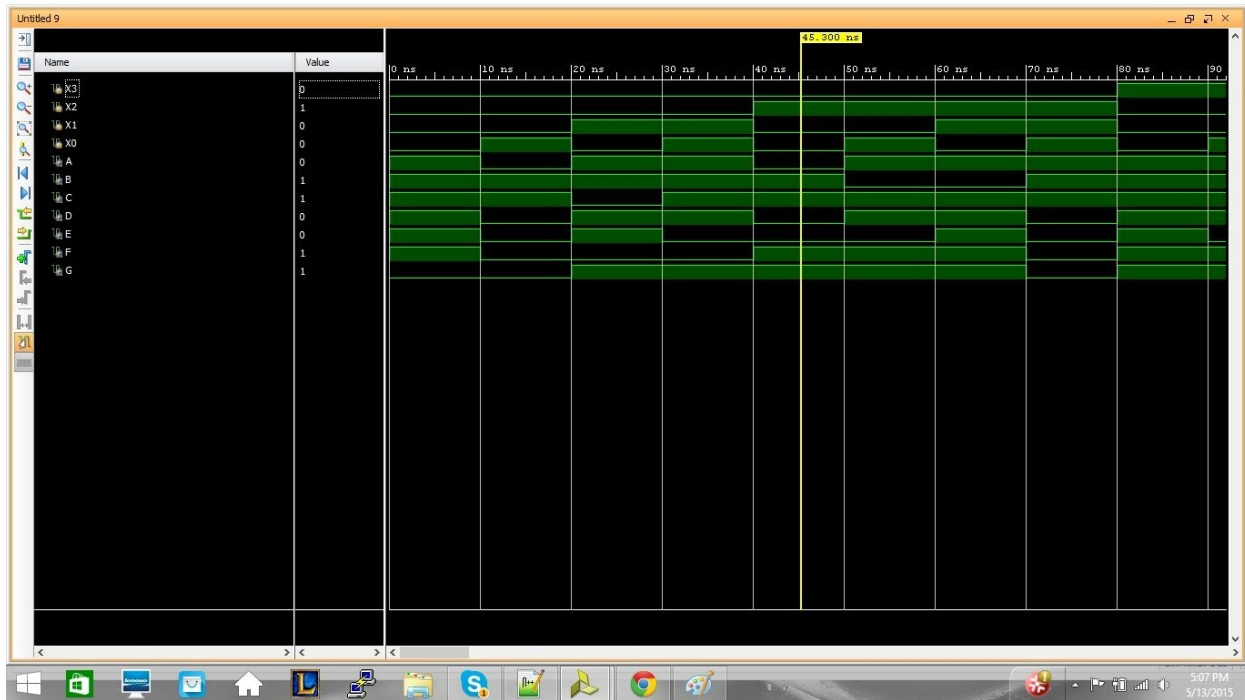 Untitled 9
45.300 ns
Name Value
0 ns 10 ns 20 ns 30 ns 40 ns 50 ns 60 ns 70 ns 80 ns 90
X3 0
X2 1
X1 0
X0 0
A 0
B 1
C 1
D 0
E 0
F 1
G 1
lenovo
5:07 PM
5/13/2015